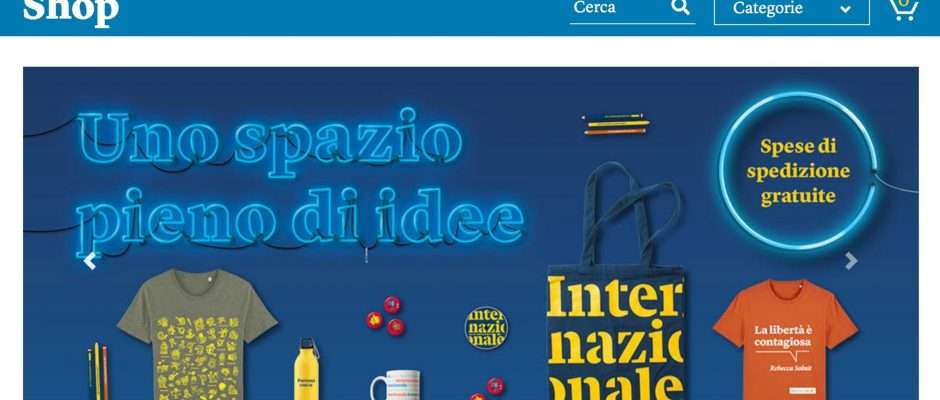 Shop
Cerca
Categorie
0
Uno spazio
pieno di idee
Spese di
spedizione
gratuite
Inter
nazio
nale
Inter
nazio
onale
La libertà è
contagiosa
Rebecca Solnit